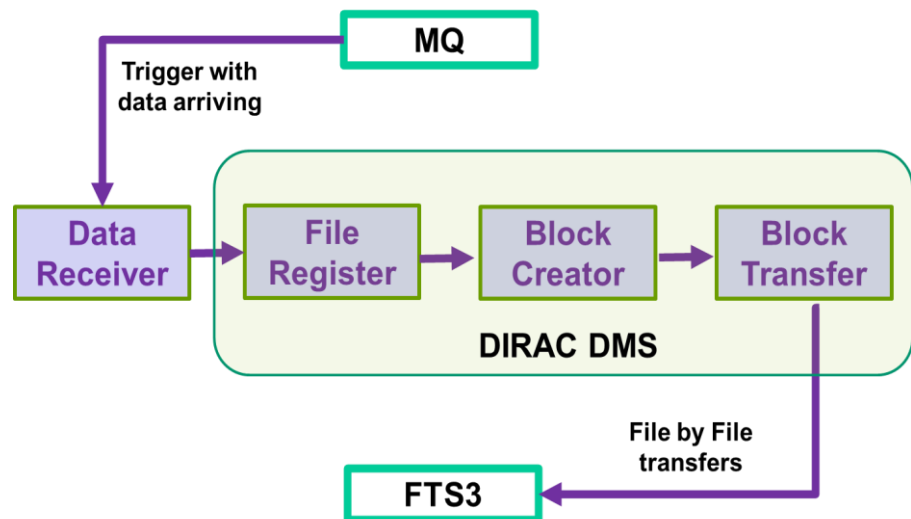 MQ
Trigger with
data arriving
Data
Receiver
File
Register
Block
Creator
Block
Transfer
DIRAC DMS
File by File
transfers
FTS3